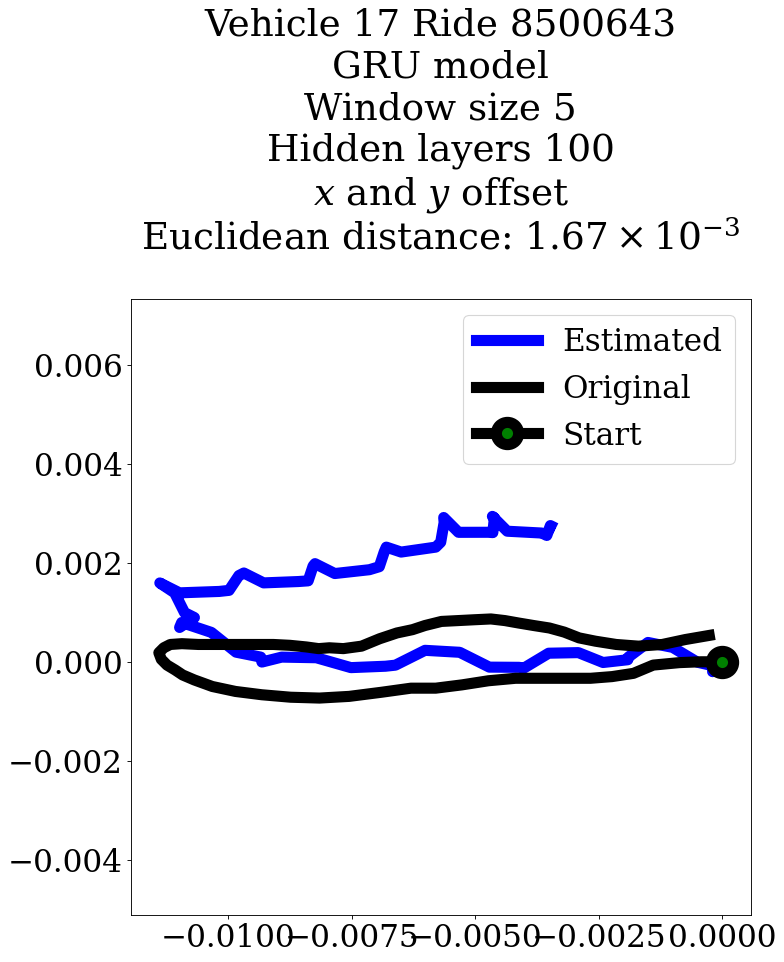 Vehicle 17 Ride 8500643
GRU model
Window size 5
Hidden layers 100
x and y offset
Euclidean distance: 1.67 × 10⁻³
Estimated
Original
Start
0.006
0.004
0.002
0.000
−0.002
−0.004
−0.0100 −0.0075 −0.0050 −0.0025 0.0000